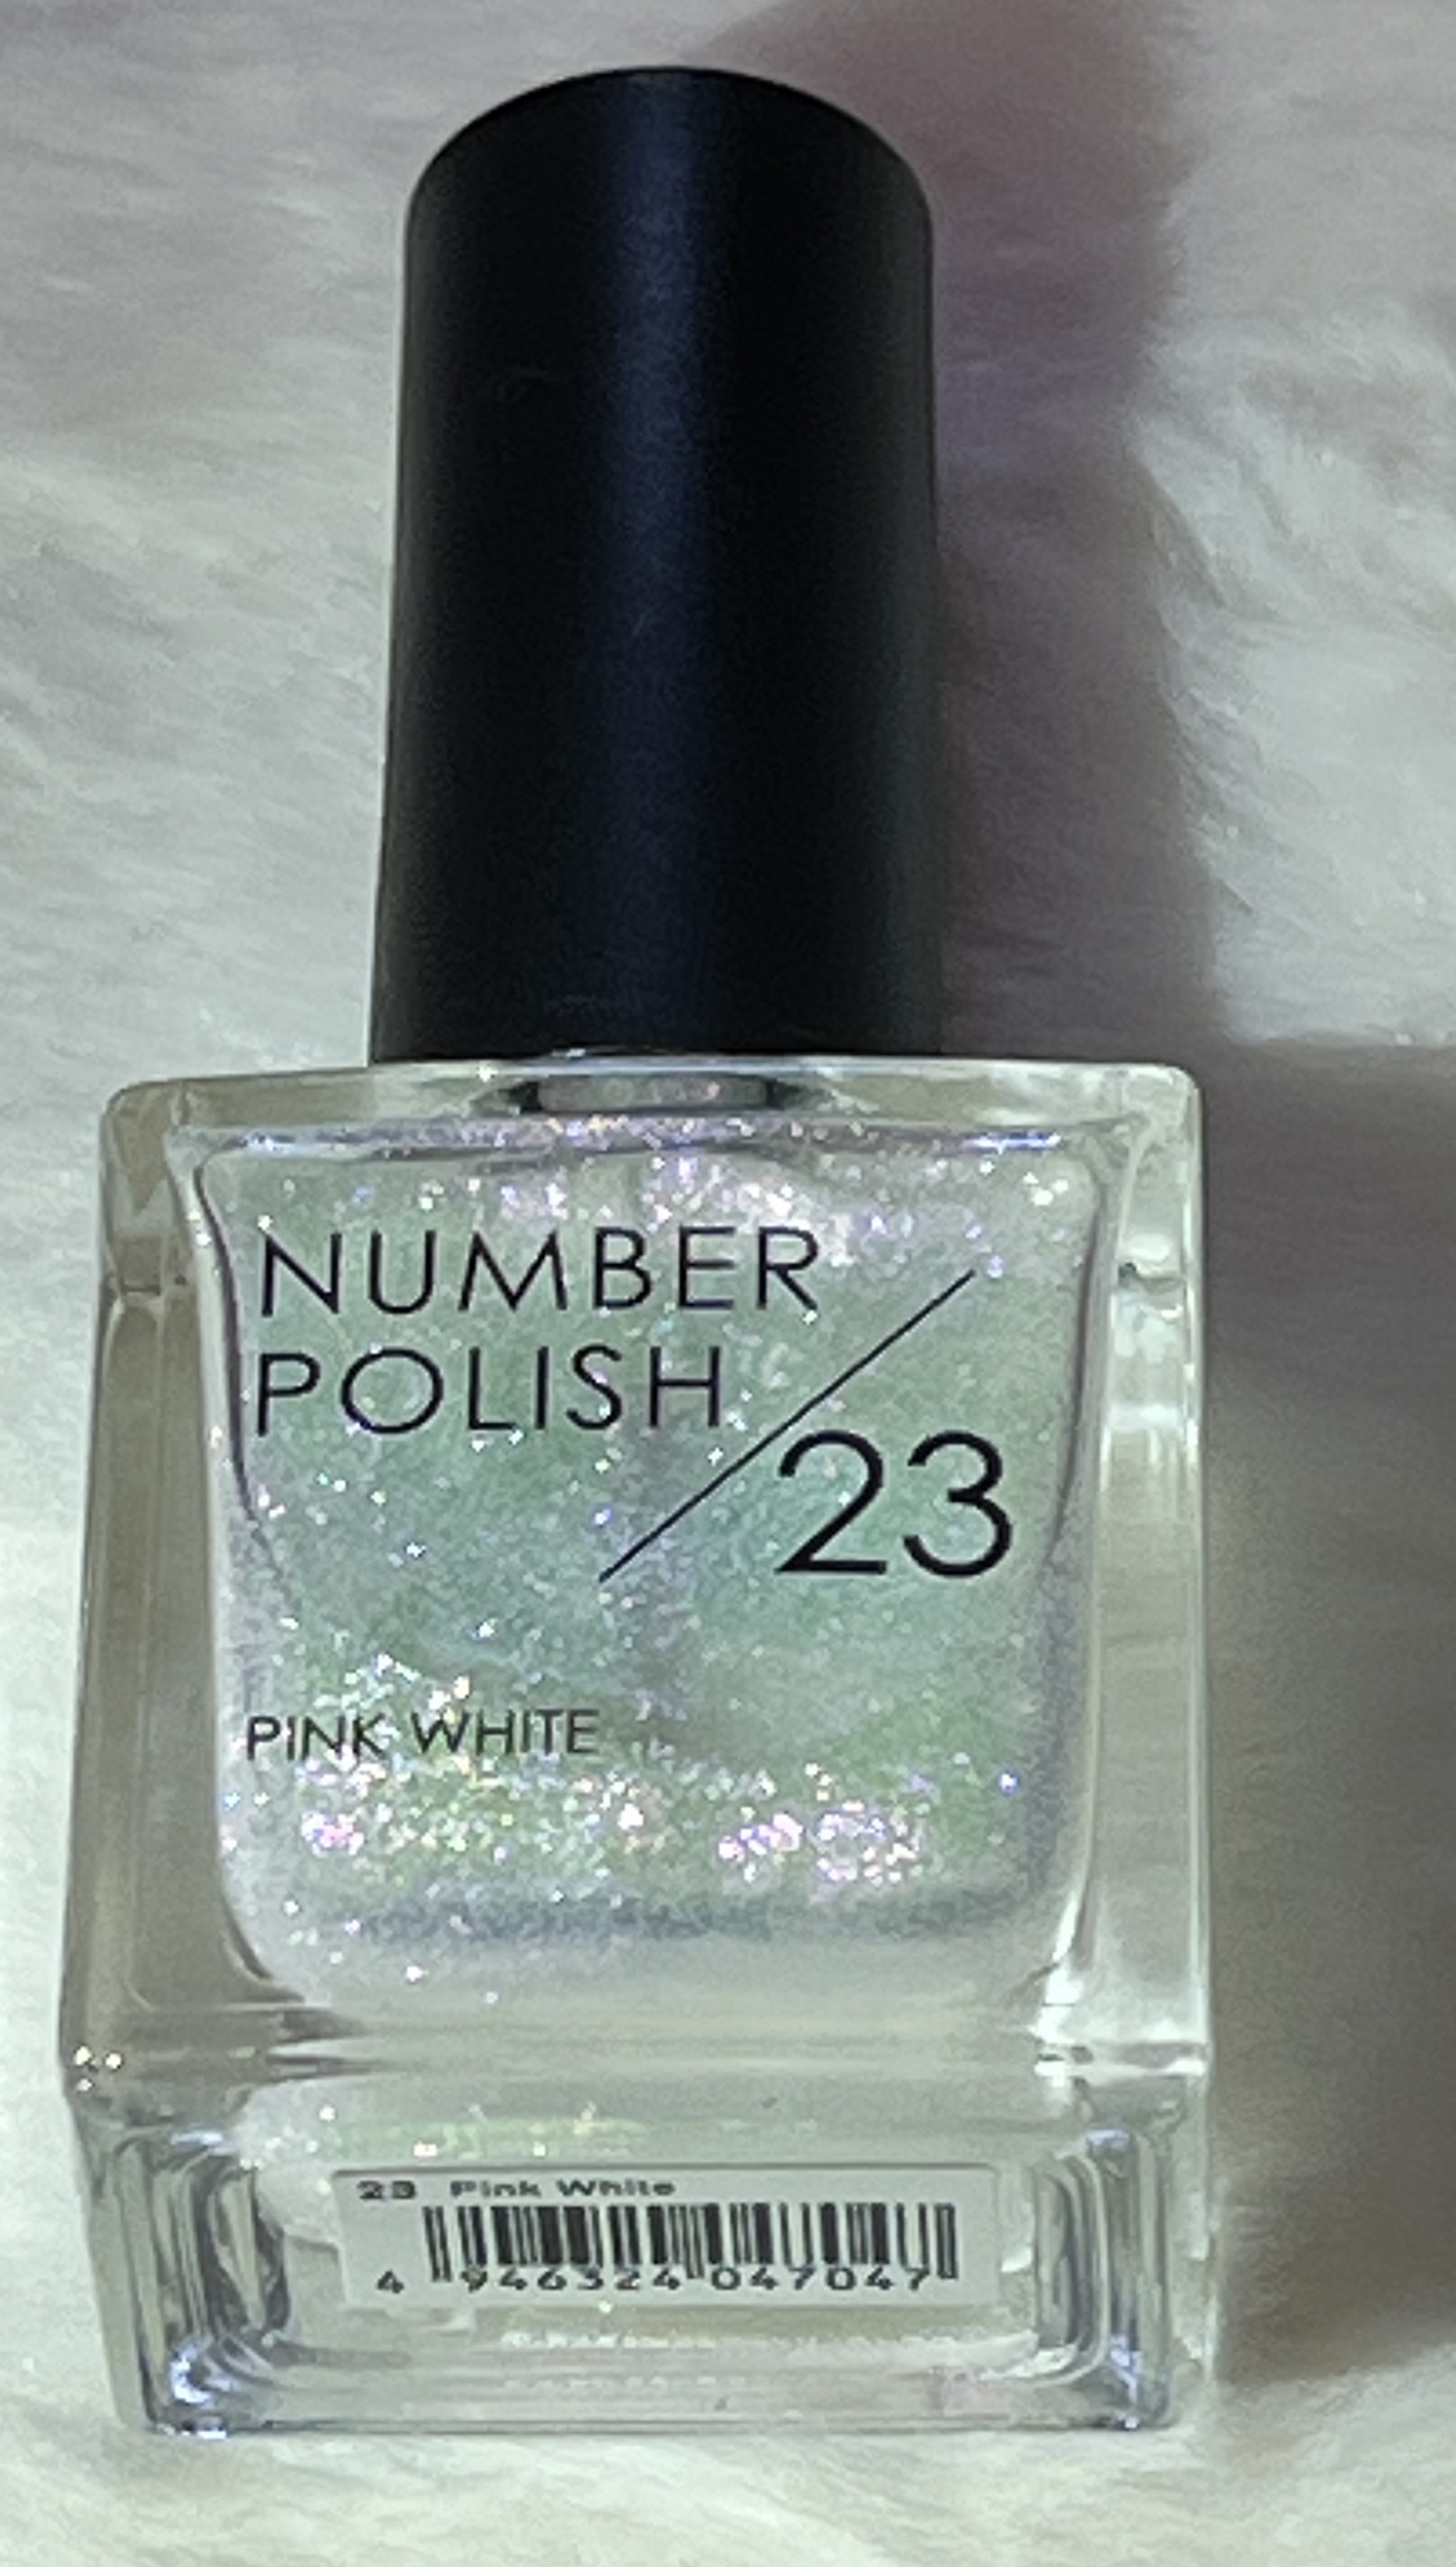 NUMBER
POLISH
23
PINK WHITE
23 Pink White
4 946324 047047